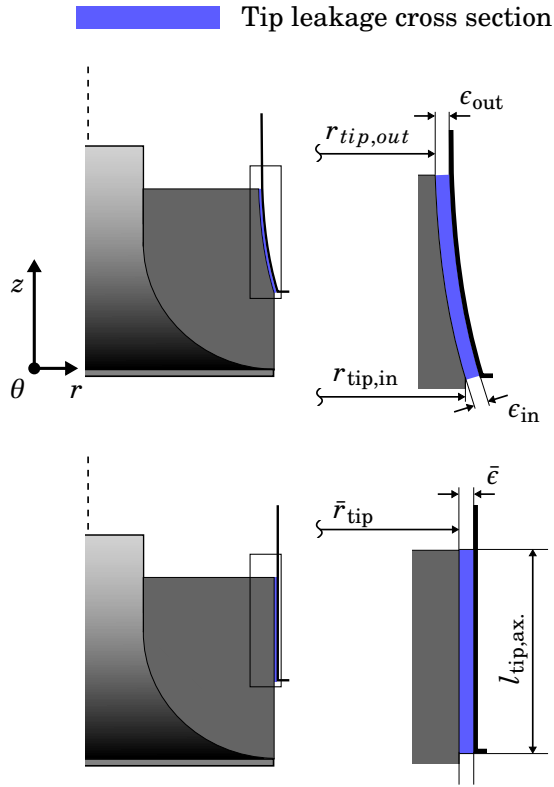 Tip leakage cross section
ϵout
rtip,out
z
rtip,in
θ
r
ϵin
ϵ̄
r̄tip
ltip,ax.